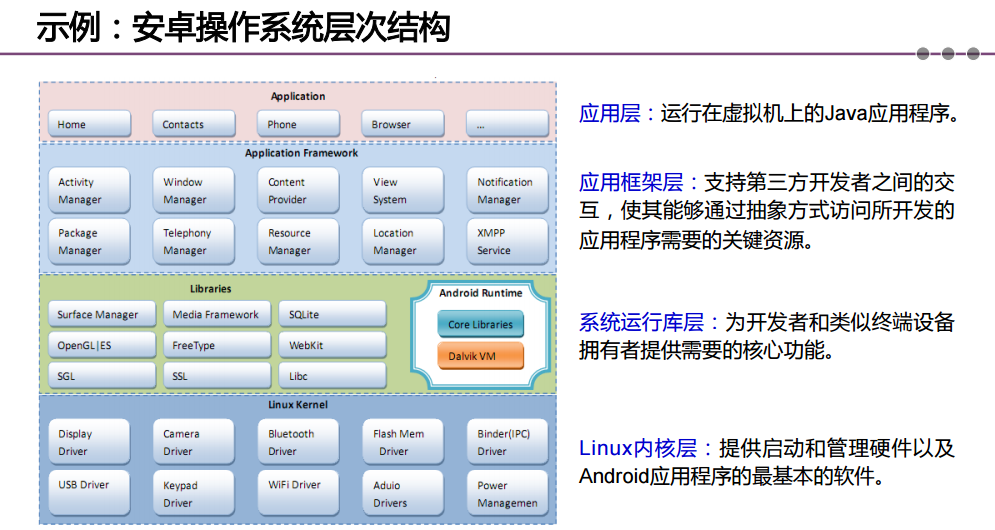 示例：安卓操作系统层次结构
Application
Home
Contacts
Phone
Browser
...
Application Framework
Activity
Manager
Window
Manager
Content
Provider
View
System
Notification
Manager
Package
Manager
Telephony
Manager
Resource
Manager
Location
Manager
XMPP
Service
Libraries
Surface Manager
Media Framework
SQLite
OpenGL|ES
FreeType
WebKit
SGL
SSL
Libc
Android Runtime
Core Libraries
Dalvik VM
Linux Kernel
Display
Driver
Camera
Driver
Bluetooth
Driver
Flash Mem
Driver
Binder(IPC)
Driver
USB Driver
Keypad
Driver
WiFi Driver
Aduio
Drivers
Power
Managemen
应用层：运行在虚拟机上的Java应用程序。
应用框架层：支持第三方开发者之间的交
互，使其能够通过抽象方式访问所开发的
应用程序需要的关键资源。
系统运行库层：为开发者和类似终端设备
拥有者提供需要的核心功能。
Linux内核层：提供启动和管理硬件以及
Android应用程序的最基本的软件。